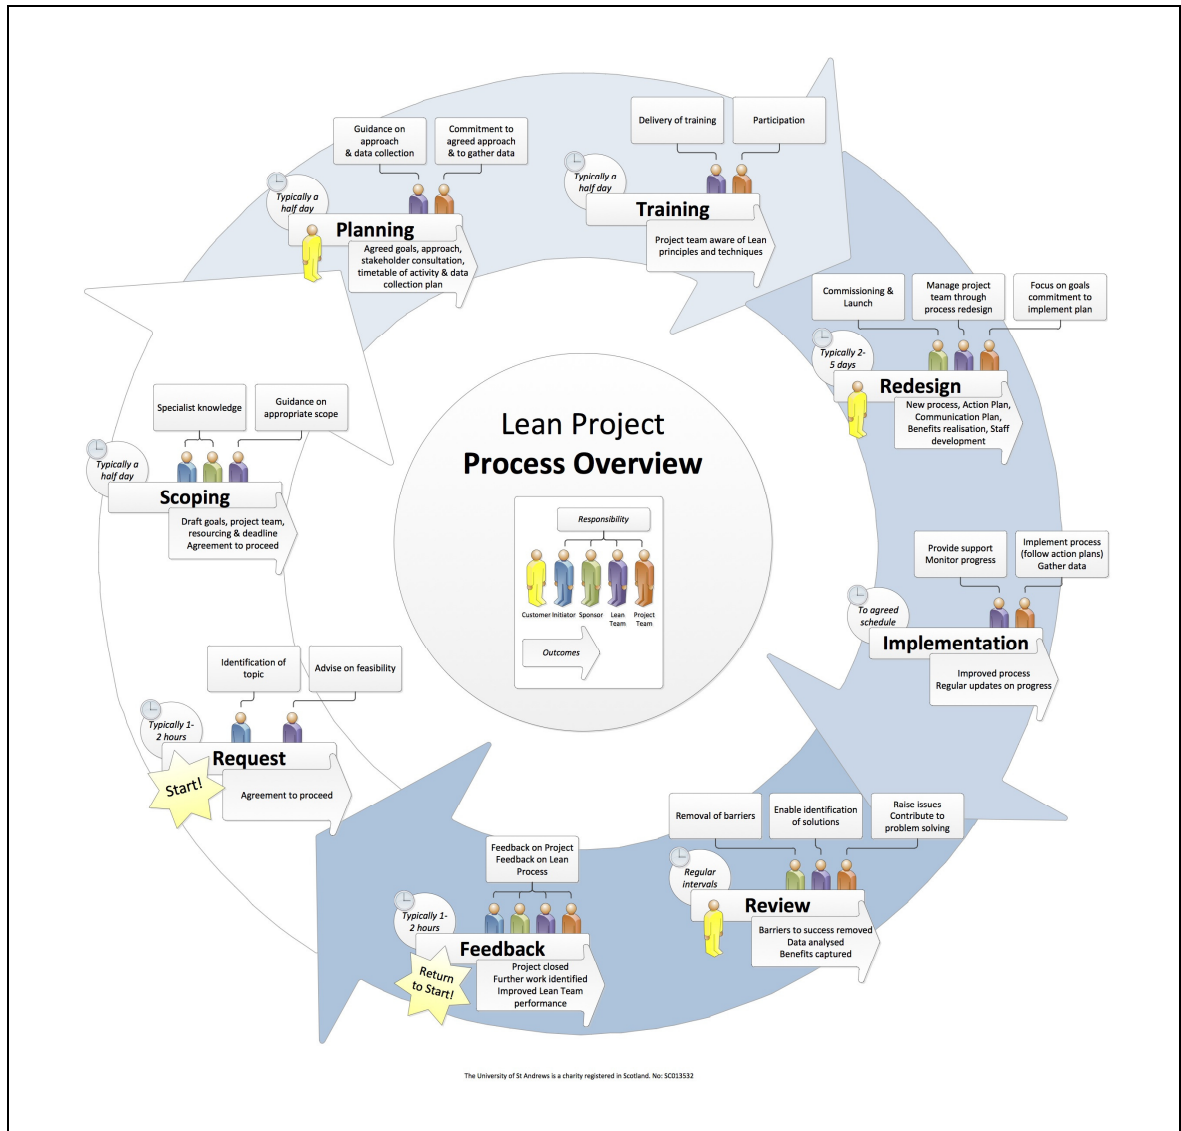 Lean Project
Process Overview
Responsibility
Customer
Initiator
Sponsor
Lean
Team
Project
Team
Outcomes
Identification of
topic
Advise on feasibility
Typically 1-
2 hours
Request
Start!
Agreement to proceed
Specialist knowledge
Guidance on
appropriate scope
Typically a
half day
Scoping
Draft goals, project team,
resourcing & deadline
Agreement to proceed
Guidance on
approach
& data collection
Commitment to
agreed approach
& to gather data
Typically a
half day
Planning
Agreed goals, approach,
stakeholder consultation,
timetable of activity & data
collection plan
Delivery of training
Participation
Typically a
half day
Training
Project team aware of Lean
principles and techniques
Commissioning &
Launch
Manage project
team through
process redesign
Focus on goals
commitment to
implement plan
Typically 2-
5 days
Redesign
New process, Action Plan,
Communication Plan,
Benefits realisation, Staff
development
Provide support
Monitor progress
Implement process
(follow action plans)
Gather data
To agreed
schedule
Implementation
Improved process
Regular updates on progress
Removal of barriers
Enable identification
of solutions
Raise issues
Contribute to
problem solving
Regular
intervals
Review
Barriers to success removed
Data analysed
Benefits captured
Feedback on Project
Feedback on Lean
Process
Typically 1-
2 hours
Feedback
Return
to Start!
Project closed
Further work identified
Improved Lean Team
performance
The University of St Andrews is a charity registered in Scotland. No: SC013532